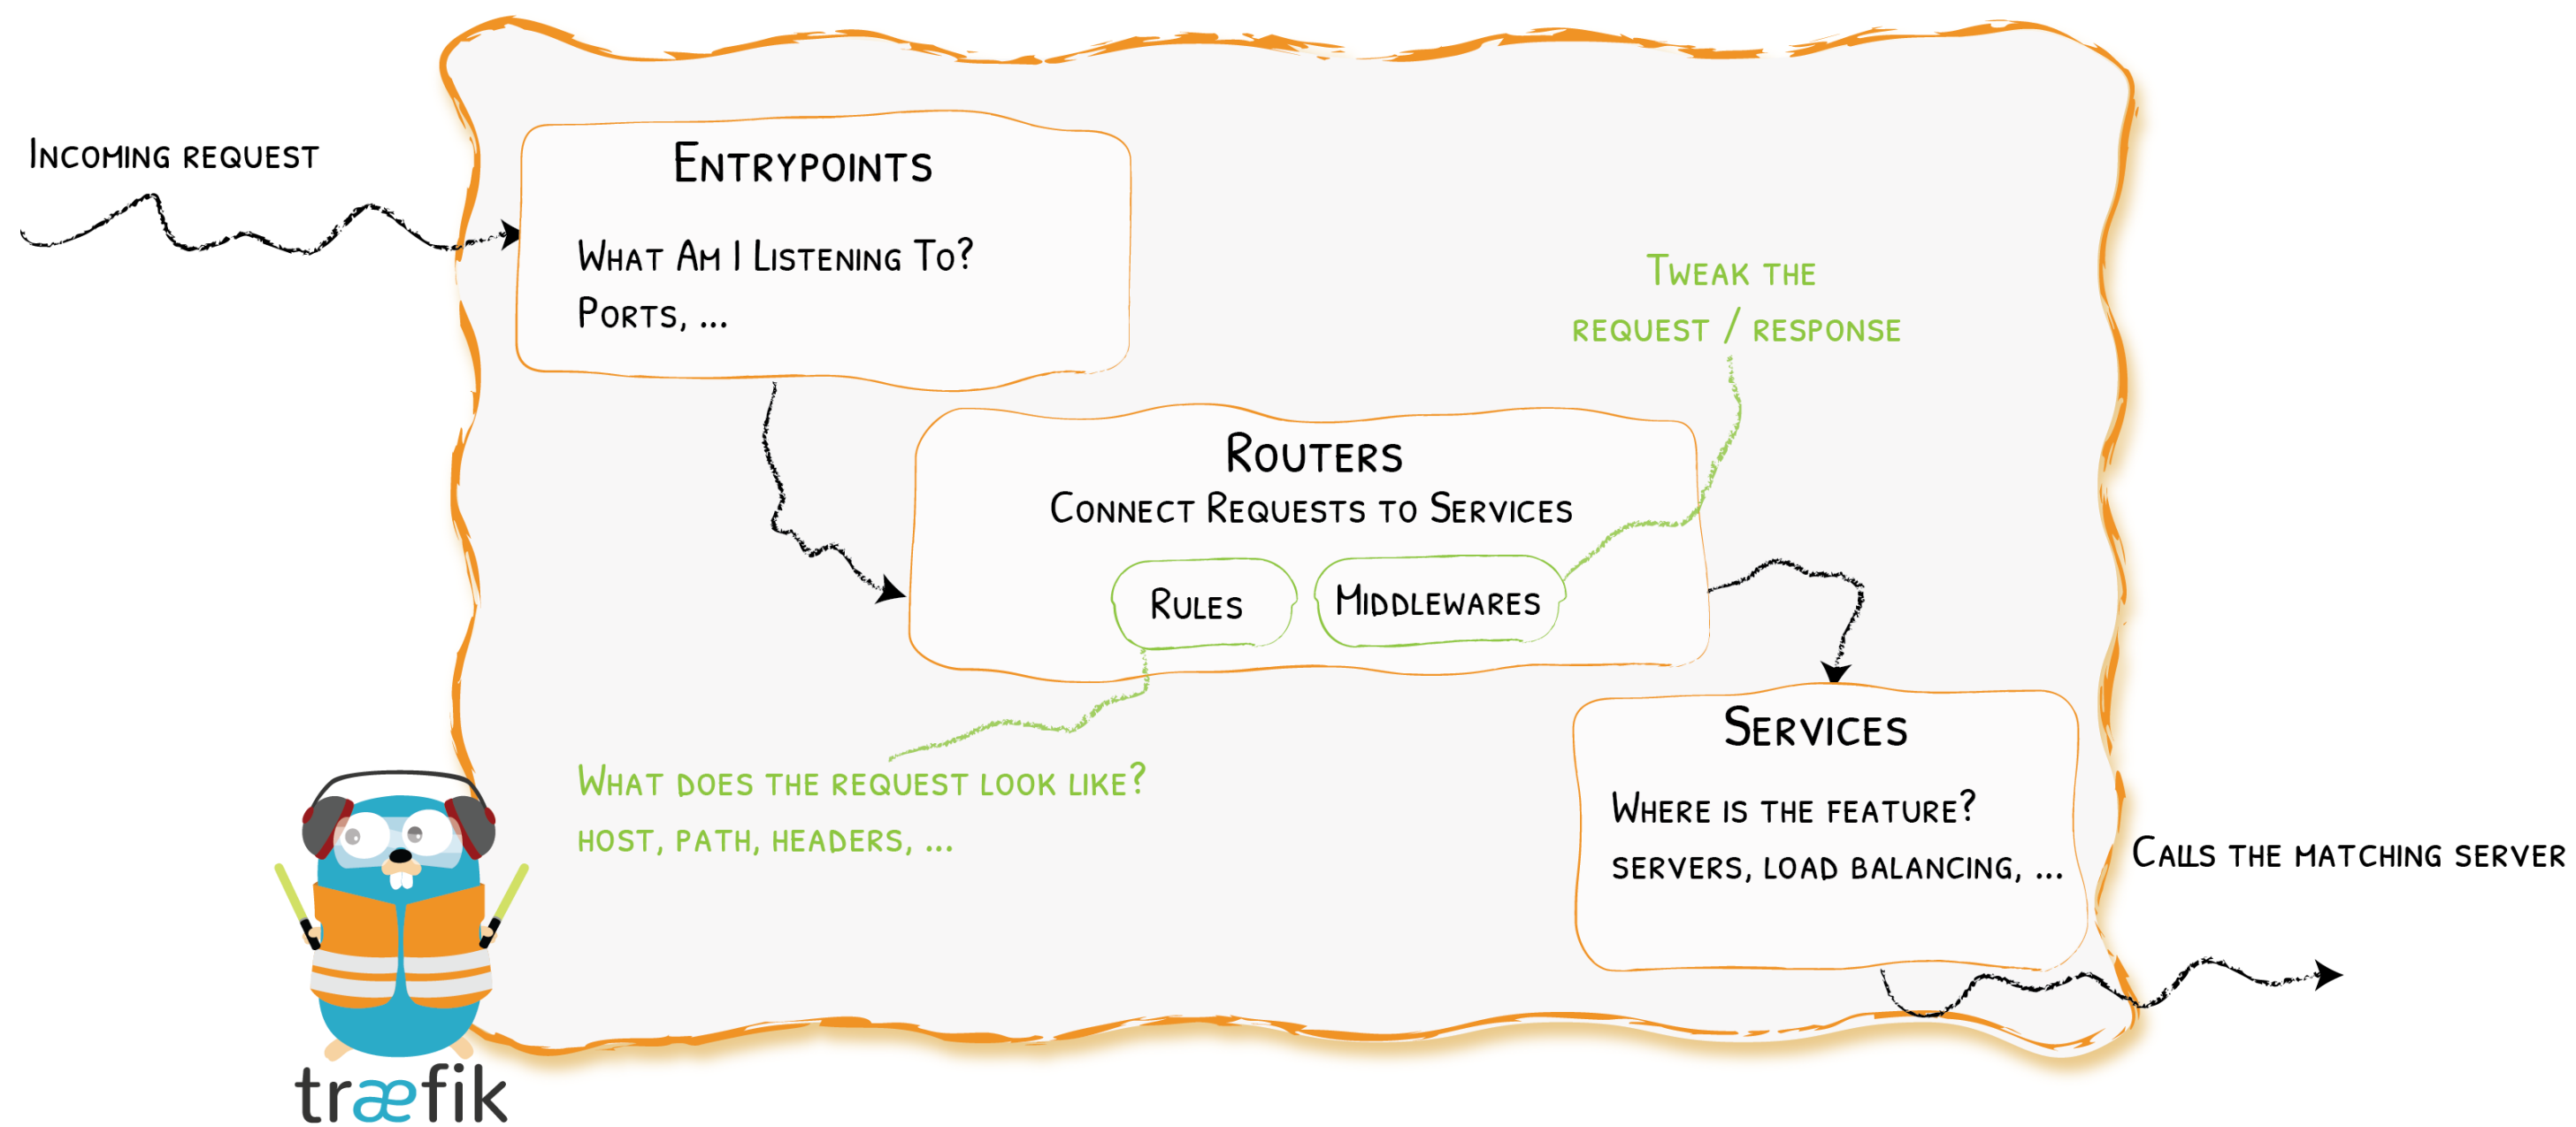 Incoming request
Entrypoints
What Am I Listening To?
Ports, ...
Tweak the
request / response
Routers
Connect Requests to Services
Rules
Middlewares
What does the request look like?
host, path, headers, ...
Services
Where is the feature?
servers, load balancing, ...
Calls the matching server
træfik